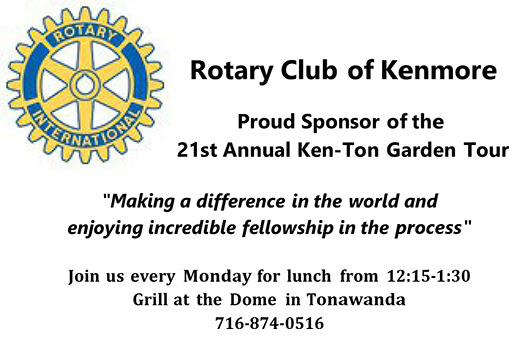 ROTARY
INTERNATIONAL
Rotary Club of Kenmore
Proud Sponsor of the
21st Annual Ken-Ton Garden Tour
"Making a difference in the world and
enjoying incredible fellowship in the process"
Join us every Monday for lunch from 12:15-1:30
Grill at the Dome in Tonawanda
716-874-0516